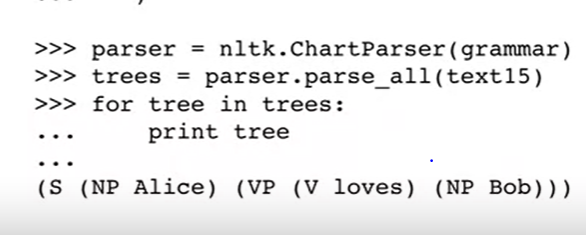 >>> parser = nltk.ChartParser(grammar)
>>> trees = parser.parse_all(text15)
>>> for tree in trees:
...     print tree
...
(S (NP Alice) (VP (V loves) (NP Bob)))